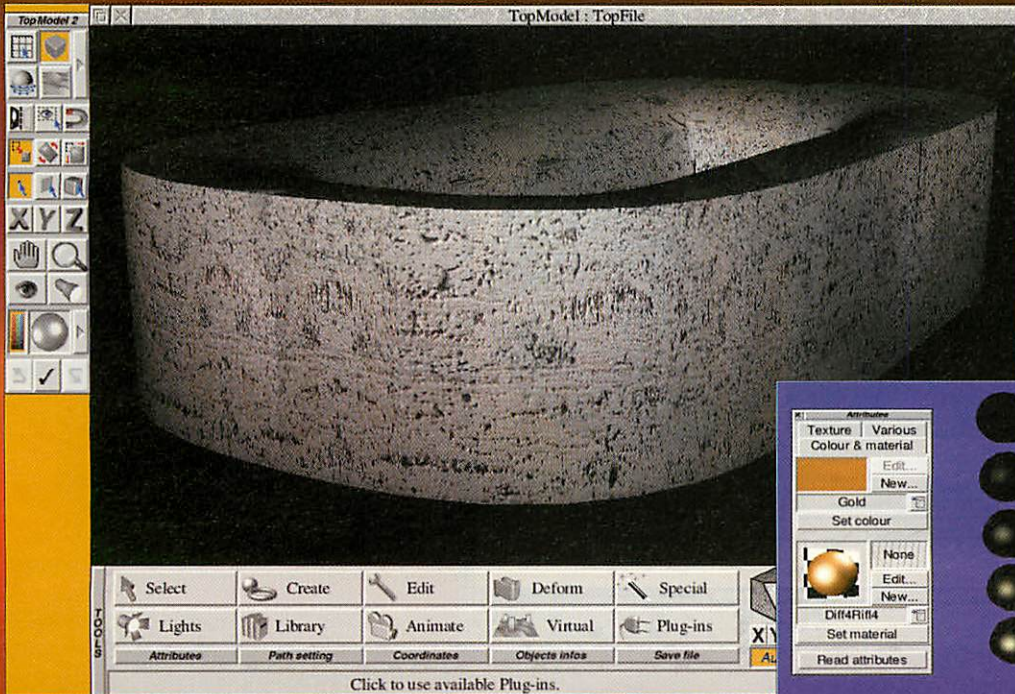 TopModel 2
TopModel : TopFile
X Y Z
TOOLS
Select Create Edit Deform Special
Lights Library Animate Virtual Plug-ins
Attributes Path setting Coordinates Objects infos Save file
Click to use available Plug-ins.
X Y
Au
Attributes
Texture Various
Colour & material
Edit...
New...
Gold
Set colour
None
Edit...
New...
Diff4Rifl4
Set material
Read attributes